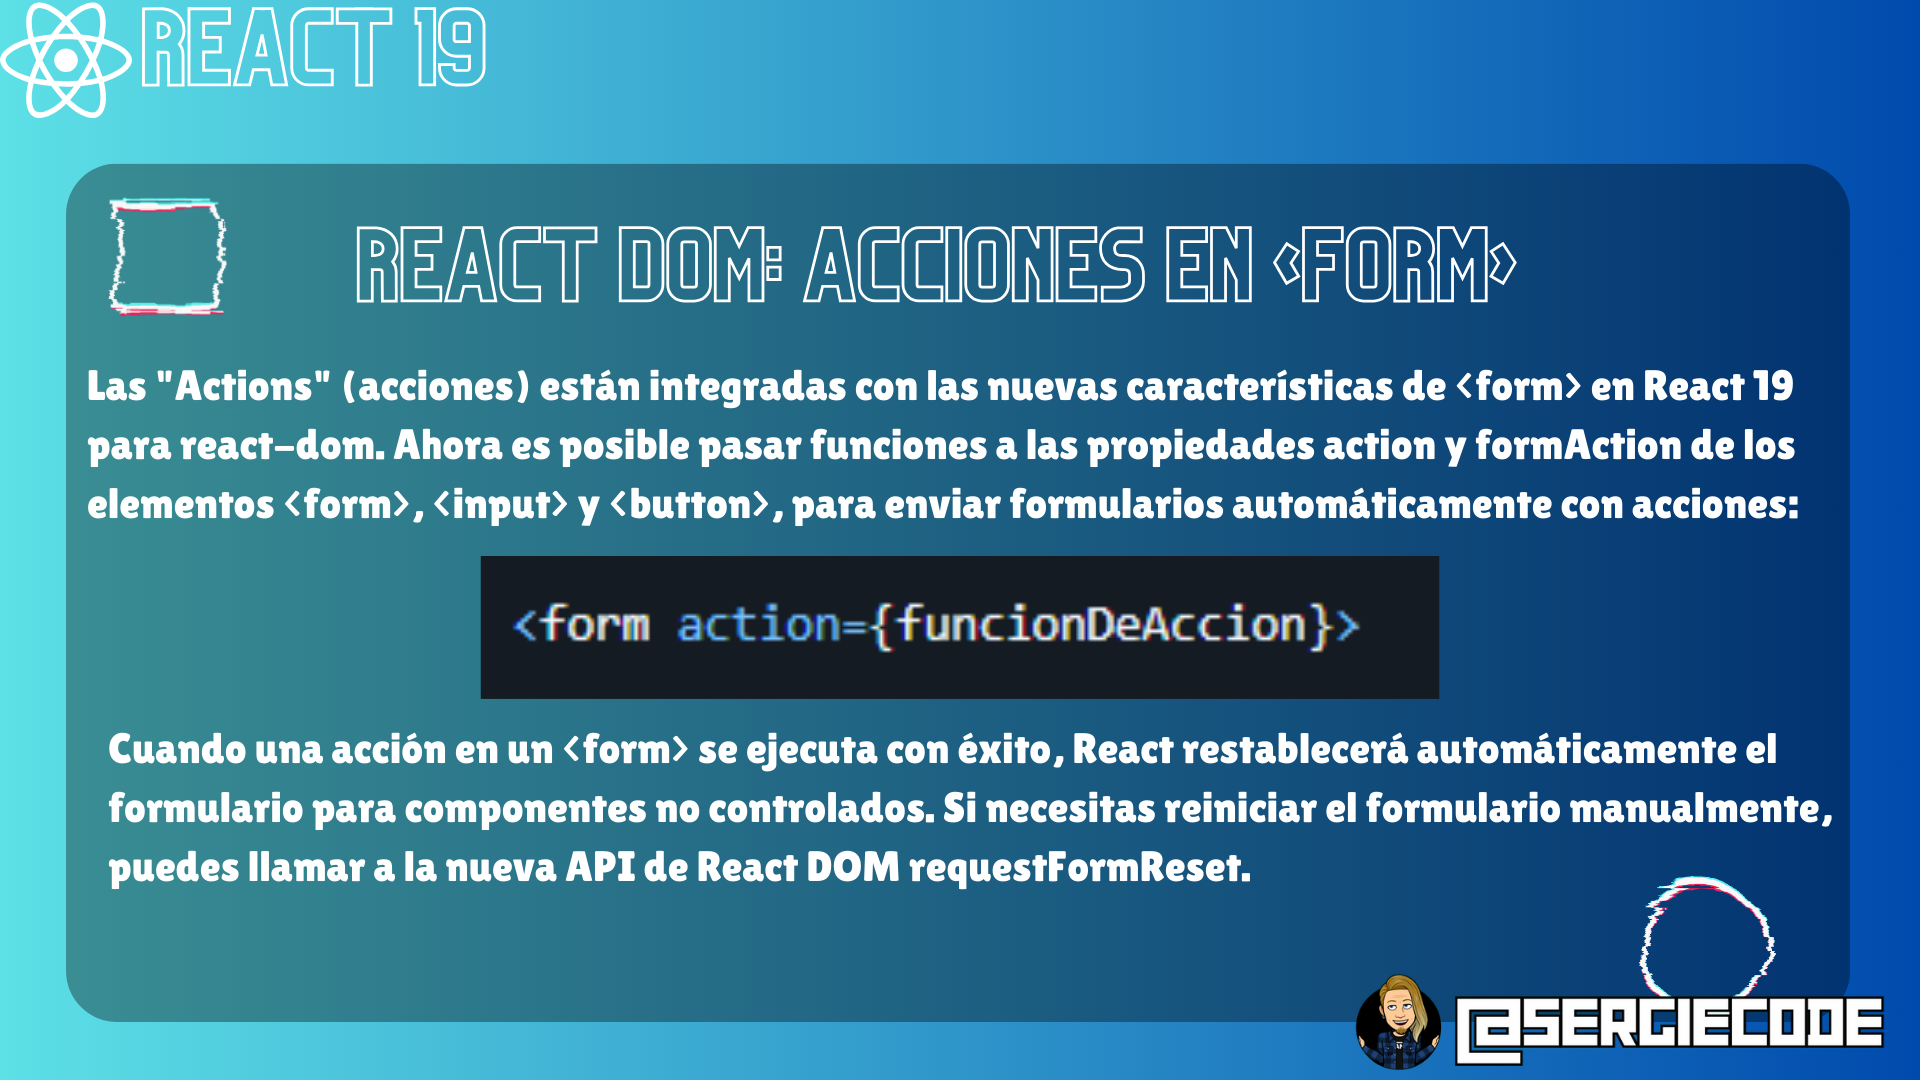 REACT 19
REACT DOM: ACCIONES EN <FORM>
Las "Actions" (acciones) están integradas con las nuevas características de <form> en React 19
para react-dom. Ahora es posible pasar funciones a las propiedades action y formAction de los
elementos <form>, <input> y <button>, para enviar formularios automáticamente con acciones:
<form action={funcionDeAccion}>
Cuando una acción en un <form> se ejecuta con éxito, React restablecerá automáticamente el
formulario para componentes no controlados. Si necesitas reiniciar el formulario manualmente,
puedes llamar a la nueva API de React DOM requestFormReset.
@SERGIECODE